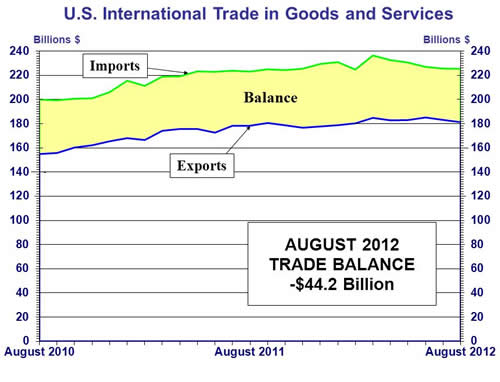 U.S. International Trade in Goods and Services
Billions $ Billions $
240 240
220 220
200 200
180 180
160 160
140 140
120 120
100 100
80 80
60 60
40 40
20 20
0 0
Imports
Balance
Exports
AUGUST 2012
TRADE BALANCE
-$44.2 Billion
August 2010 August 2011 August 2012